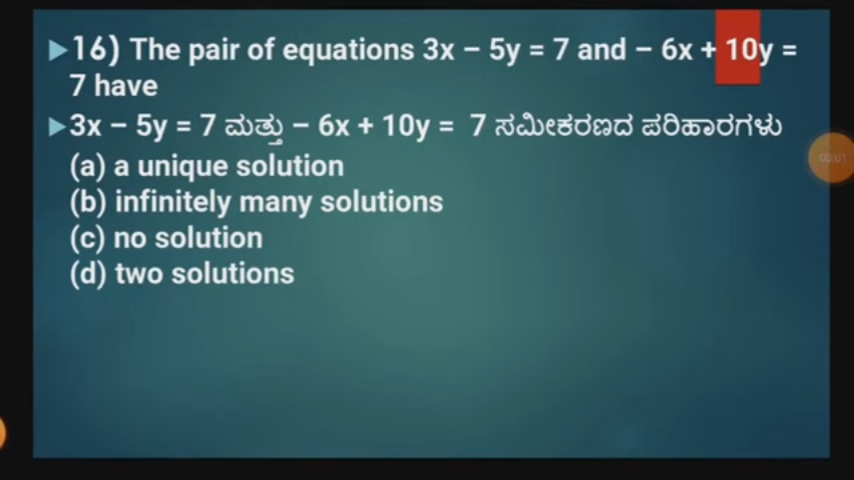 16) The pair of equations 3x – 5y = 7 and – 6x + 10y =
7 have
3x – 5y = 7 ಮತ್ತು – 6x + 10y = 7 ಸಮೀಕರಣದ ಪರಿಹಾರಗಳು
(a) a unique solution
(b) infinitely many solutions
(c) no solution
(d) two solutions